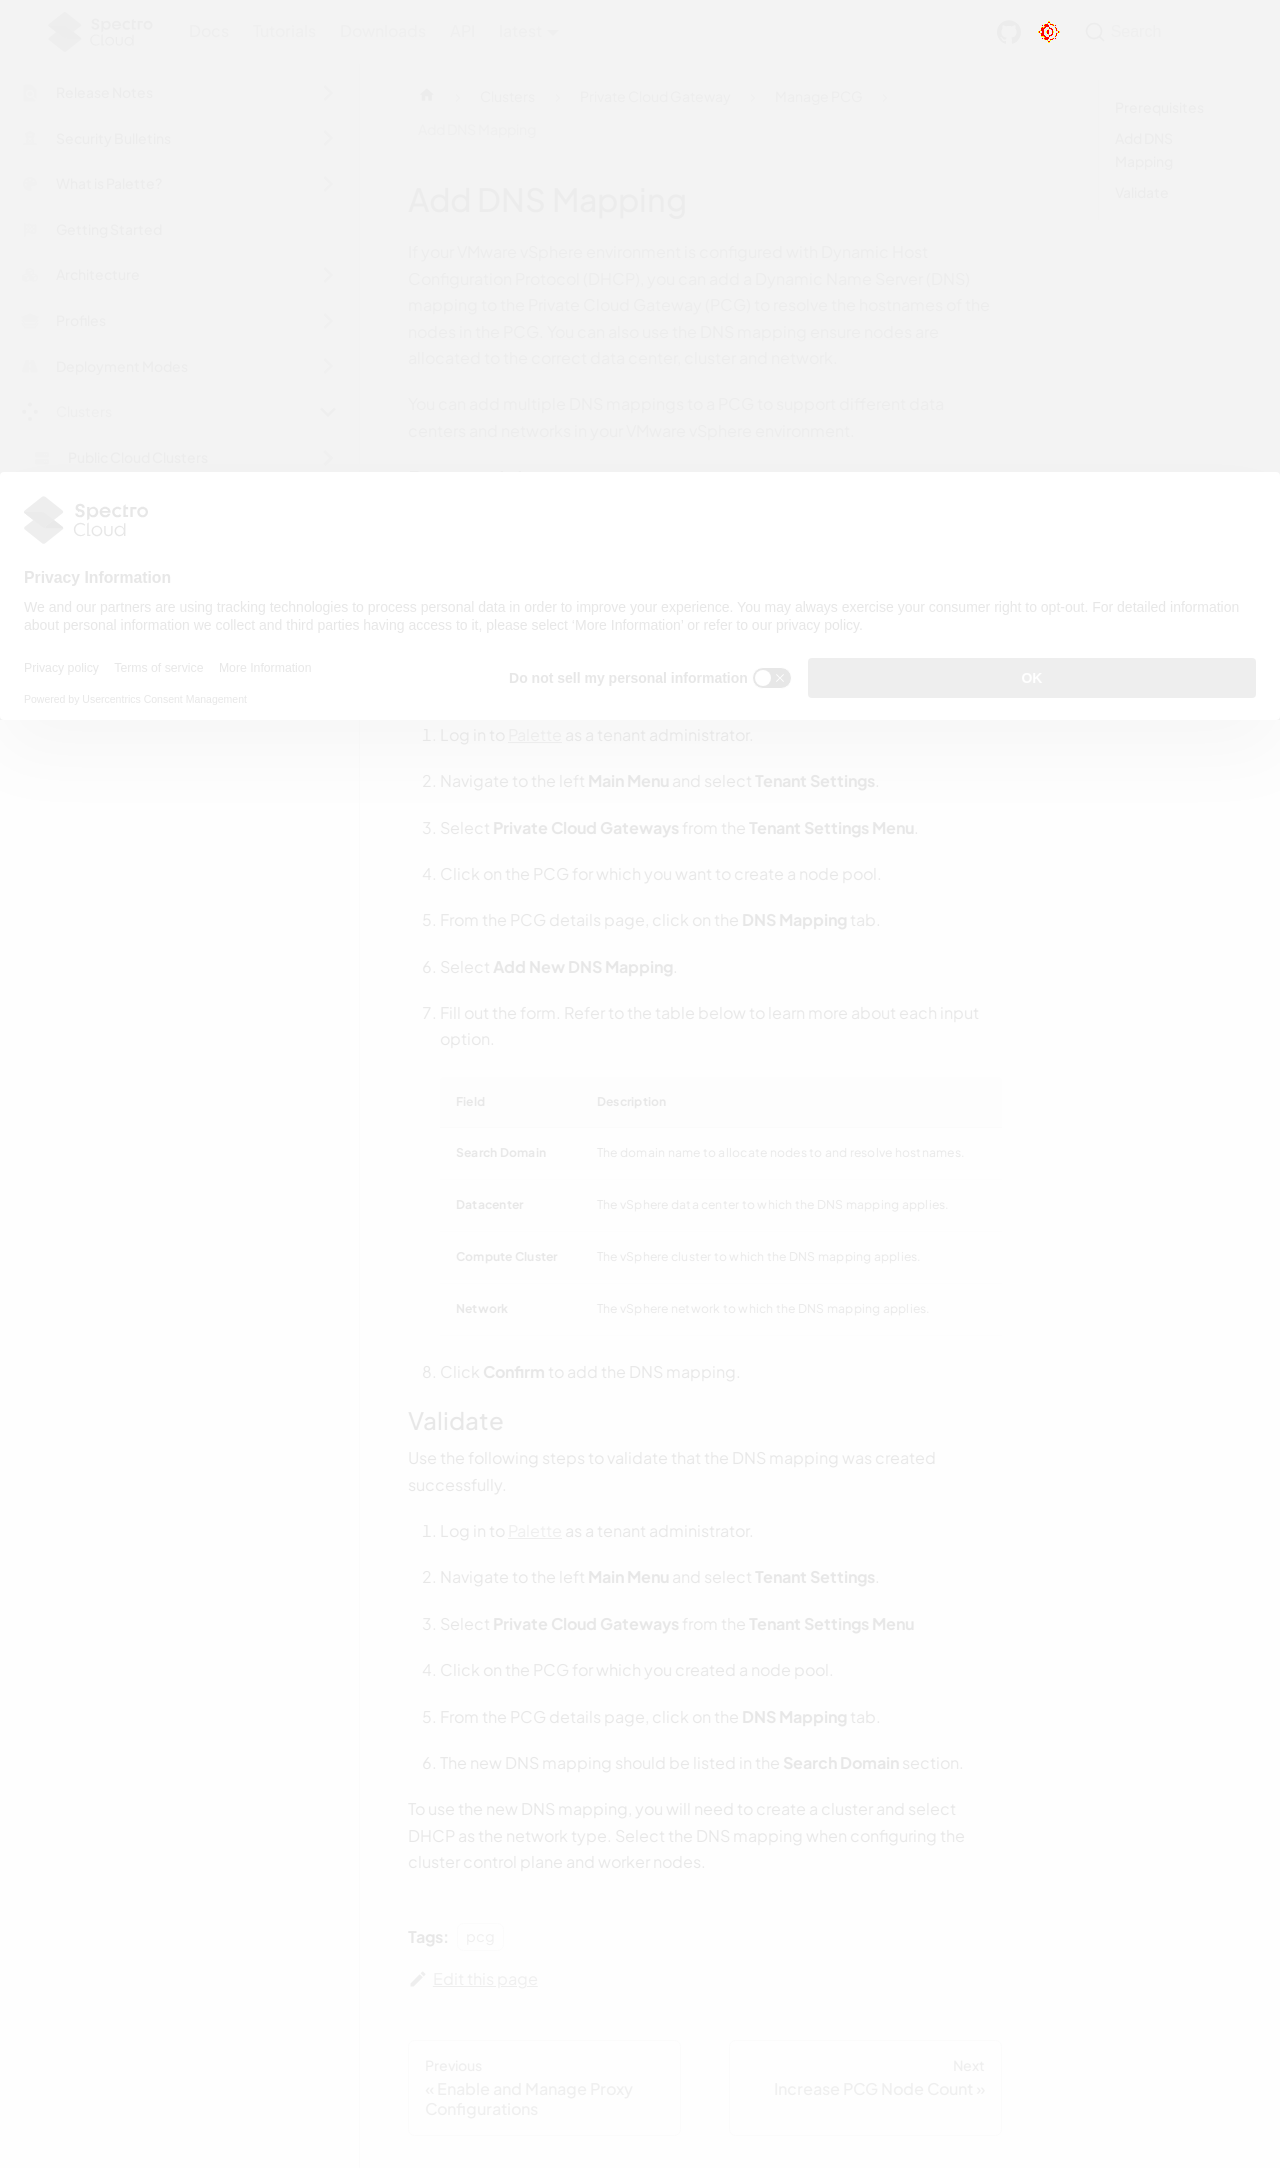 Spectro
Cloud
Docs Tutorials Downloads API latest
Search
Release Notes
Security Bulletins
What is Palette?
Getting Started
Architecture
Profiles
Deployment Modes
Clusters
Public Cloud Clusters
Clusters Private Cloud Gateway Manage PCG
Add DNS Mapping
Prerequisites
Add DNS
Mapping
Validate
Add DNS Mapping
If your VMware vSphere environment is configured with Dynamic Host
Configuration Protocol (DHCP), you can add a Dynamic Name Server (DNS)
mapping to the Private Cloud Gateway (PCG) to resolve the hostnames of the
nodes in the PCG. You can also use the DNS mapping ensure nodes are
allocated to the correct data center, cluster and network.
You can add multiple DNS mappings to a PCG to support different data
centers and networks in your VMware vSphere environment.
Spectro
Cloud
Privacy Information
We and our partners are using tracking technologies to process personal data in order to improve your experience. You may always exercise your consumer right to opt-out. For detailed information
about personal information we collect and third parties having access to it, please select 'More Information' or refer to our privacy policy.
Privacy policy Terms of service More Information
Do not sell my personal information
OK
Powered by Usercentrics Consent Management
1. Log in to Palette as a tenant administrator.
2. Navigate to the left Main Menu and select Tenant Settings.
3. Select Private Cloud Gateways from the Tenant Settings Menu.
4. Click on the PCG for which you want to create a node pool.
5. From the PCG details page, click on the DNS Mapping tab.
6. Select Add New DNS Mapping.
7. Fill out the form. Refer to the table below to learn more about each input
option.
Field Description
Search Domain The domain name to allocate nodes to and resolve hostnames.
Datacenter The vSphere data center to which the DNS mapping applies.
Compute Cluster The vSphere cluster to which the DNS mapping applies.
Network The vSphere network to which the DNS mapping applies.
8. Click Confirm to add the DNS mapping.
Validate
Use the following steps to validate that the DNS mapping was created
successfully.
1. Log in to Palette as a tenant administrator.
2. Navigate to the left Main Menu and select Tenant Settings.
3. Select Private Cloud Gateways from the Tenant Settings Menu
4. Click on the PCG for which you created a node pool.
5. From the PCG details page, click on the DNS Mapping tab.
6. The new DNS mapping should be listed in the Search Domain section.
To use the new DNS mapping, you will need to create a cluster and select
DHCP as the network type. Select the DNS mapping when configuring the
cluster control plane and worker nodes.
Tags: pcg
Edit this page
Previous
« Enable and Manage Proxy
Configurations
Next
Increase PCG Node Count »